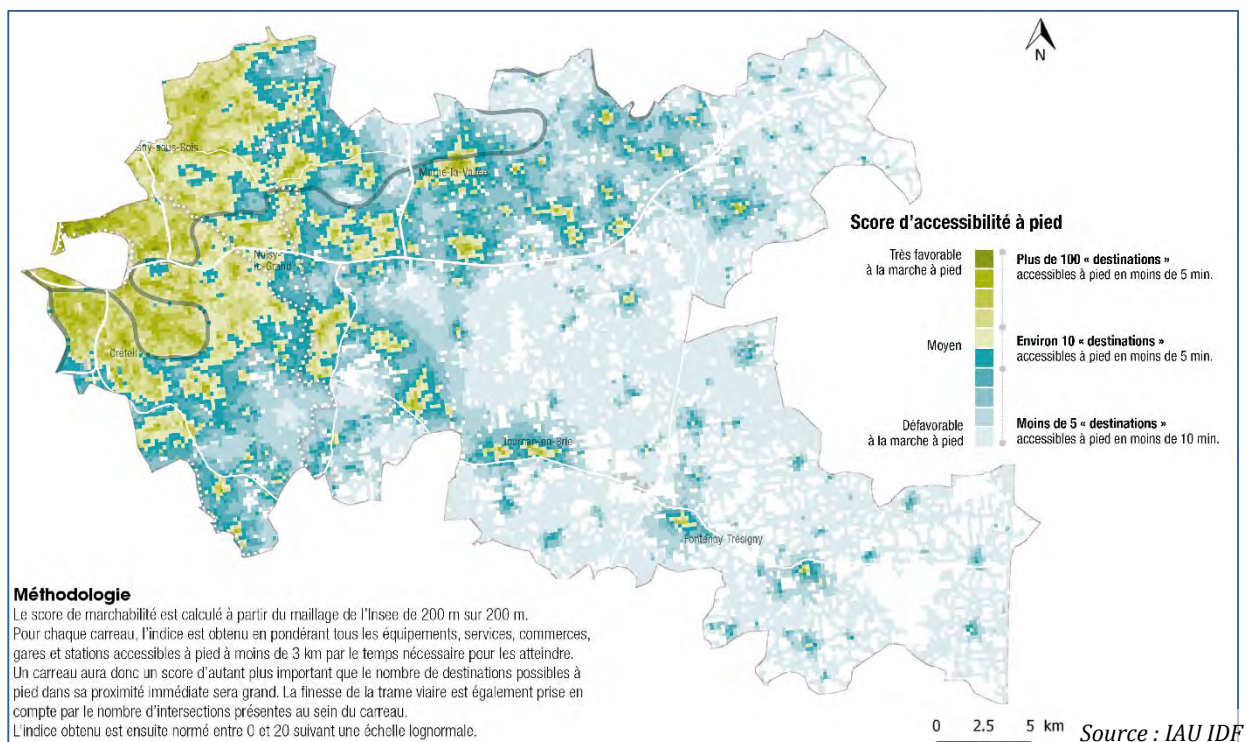 N
Marne-la-Vallée
Noisy-
le-Grand
Créteil
Tournan-en-Brie
Fontenay-Trésigny
Score d'accessibilité à pied
Très favorable
à la marche à pied
Plus de 100 « destinations »
accessibles à pied en moins de 5 min.
Moyen
Environ 10 « destinations »
accessibles à pied en moins de 5 min.
Défavorable
à la marche à pied
Moins de 5 « destinations »
accessibles à pied en moins de 10 min.
Méthodologie
Le score de marchabilité est calculé à partir du maillage de l'Insee de 200 m sur 200 m.
Pour chaque carreau, l'indice est obtenu en pondérant tous les équipements, services, commerces,
gares et stations accessibles à pied à moins de 3 km par le temps nécessaire pour les atteindre.
Un carreau aura donc un score d'autant plus important que le nombre de destinations possibles à
pied dans sa proximité immédiate sera grand. La finesse de la trame viaire est également prise en
compte par le nombre d'intersections présentes au sein du carreau.
L'indice obtenu est ensuite normé entre 0 et 20 suivant une échelle lognormale.
0 2.5 5 km
Source : IAU IDF